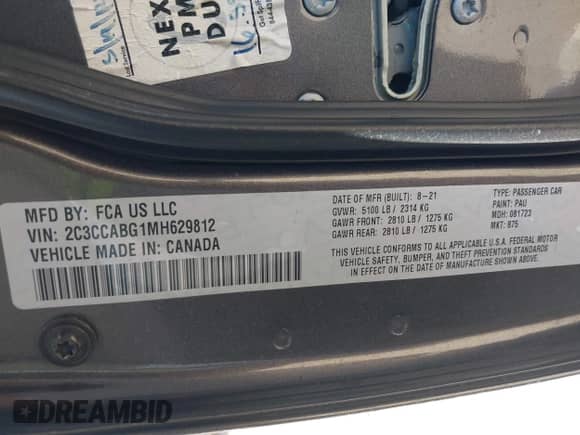 NEX
PM
DU
MFD BY: FCA US LLC
VIN: 2C3CCABG1MH629812
VEHICLE MADE IN: CANADA
DATE OF MFR (BUILT): 8-21
GVWR: 5100 LB / 2314 KG
GAWR FRONT: 2810 LB / 1275 KG
GAWR REAR: 2810 LB / 1275 KG
TYPE: PASSENGER CAR
PAINT: PAU
MDH: 081723
MKT: B75
THIS VEHICLE CONFORMS TO ALL APPLICABLE FEDERAL MOTOR
VEHICLE SAFETY, BUMPER, AND THEFT PREVENTION STANDARDS
IN EFFECT ON THE DATE OF MANUFACTURE SHOWN ABOVE.
DREAMBID